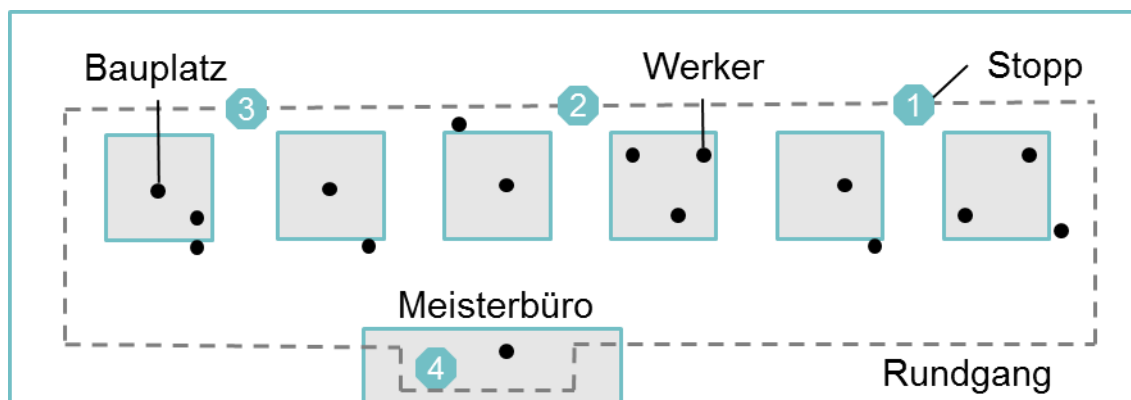 Bauplatz
Werker
Stopp
3
2
1
Meisterbüro
4
Rundgang